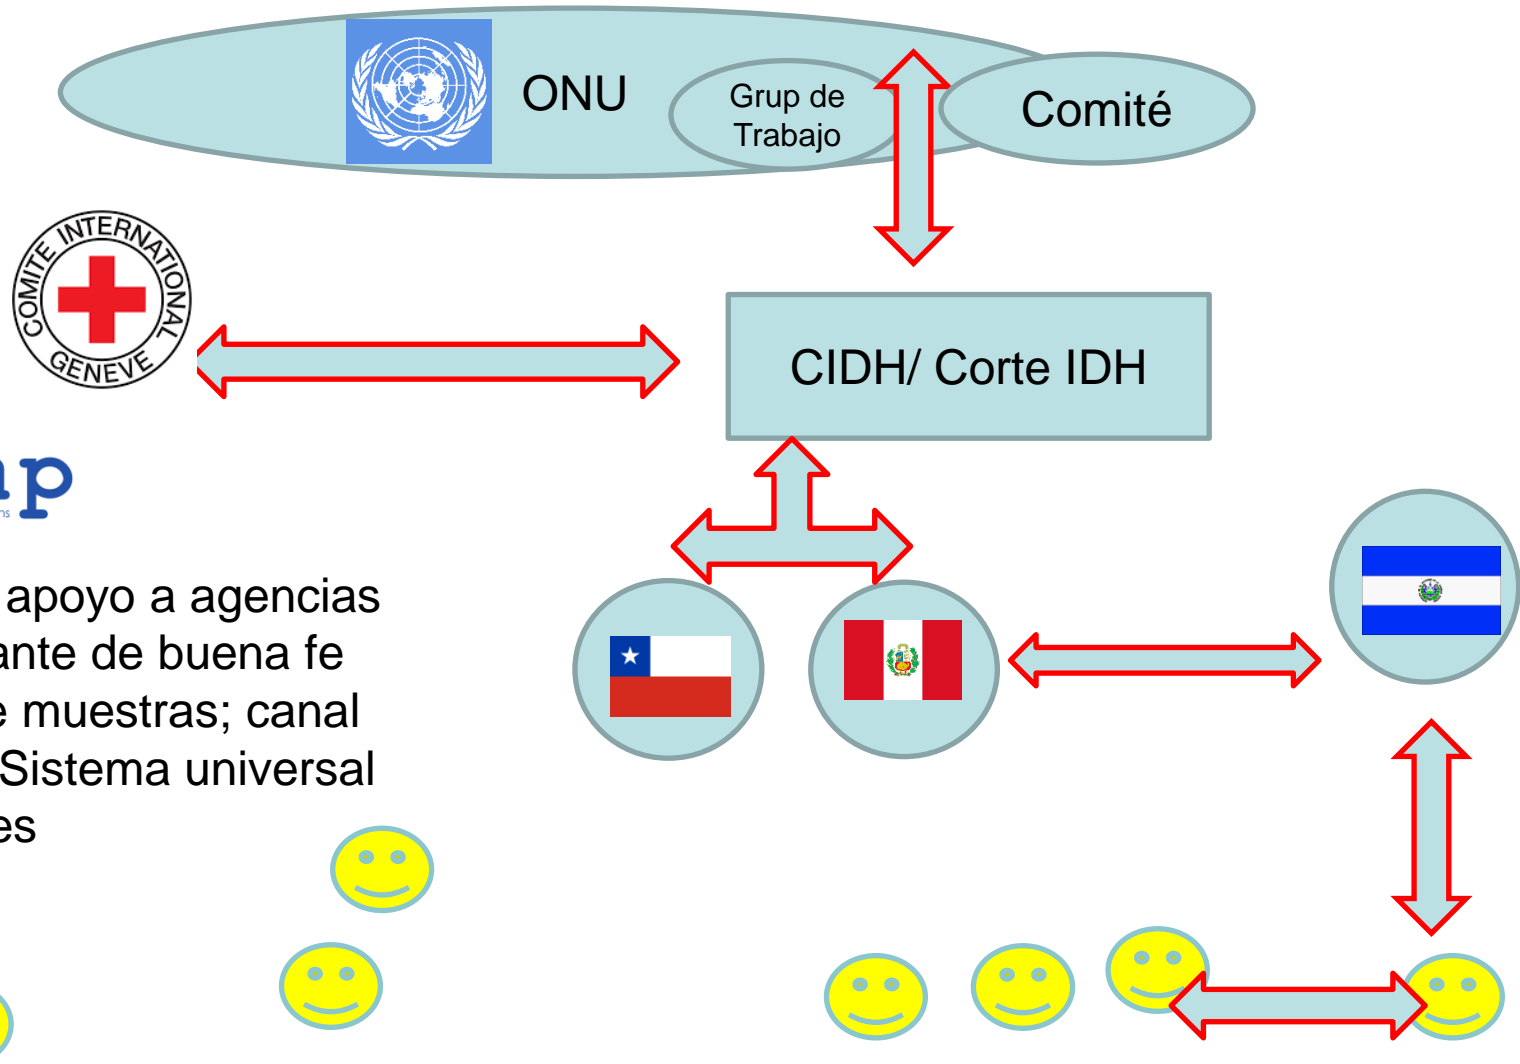 ONU
Grup de
Trabajo
Comité
COMITE INTERNATIONAL
GENEVE
CIDH/ Corte IDH
p
ns
apoyo a agencias
ante de buena fe
e muestras; canal
Sistema universal
es